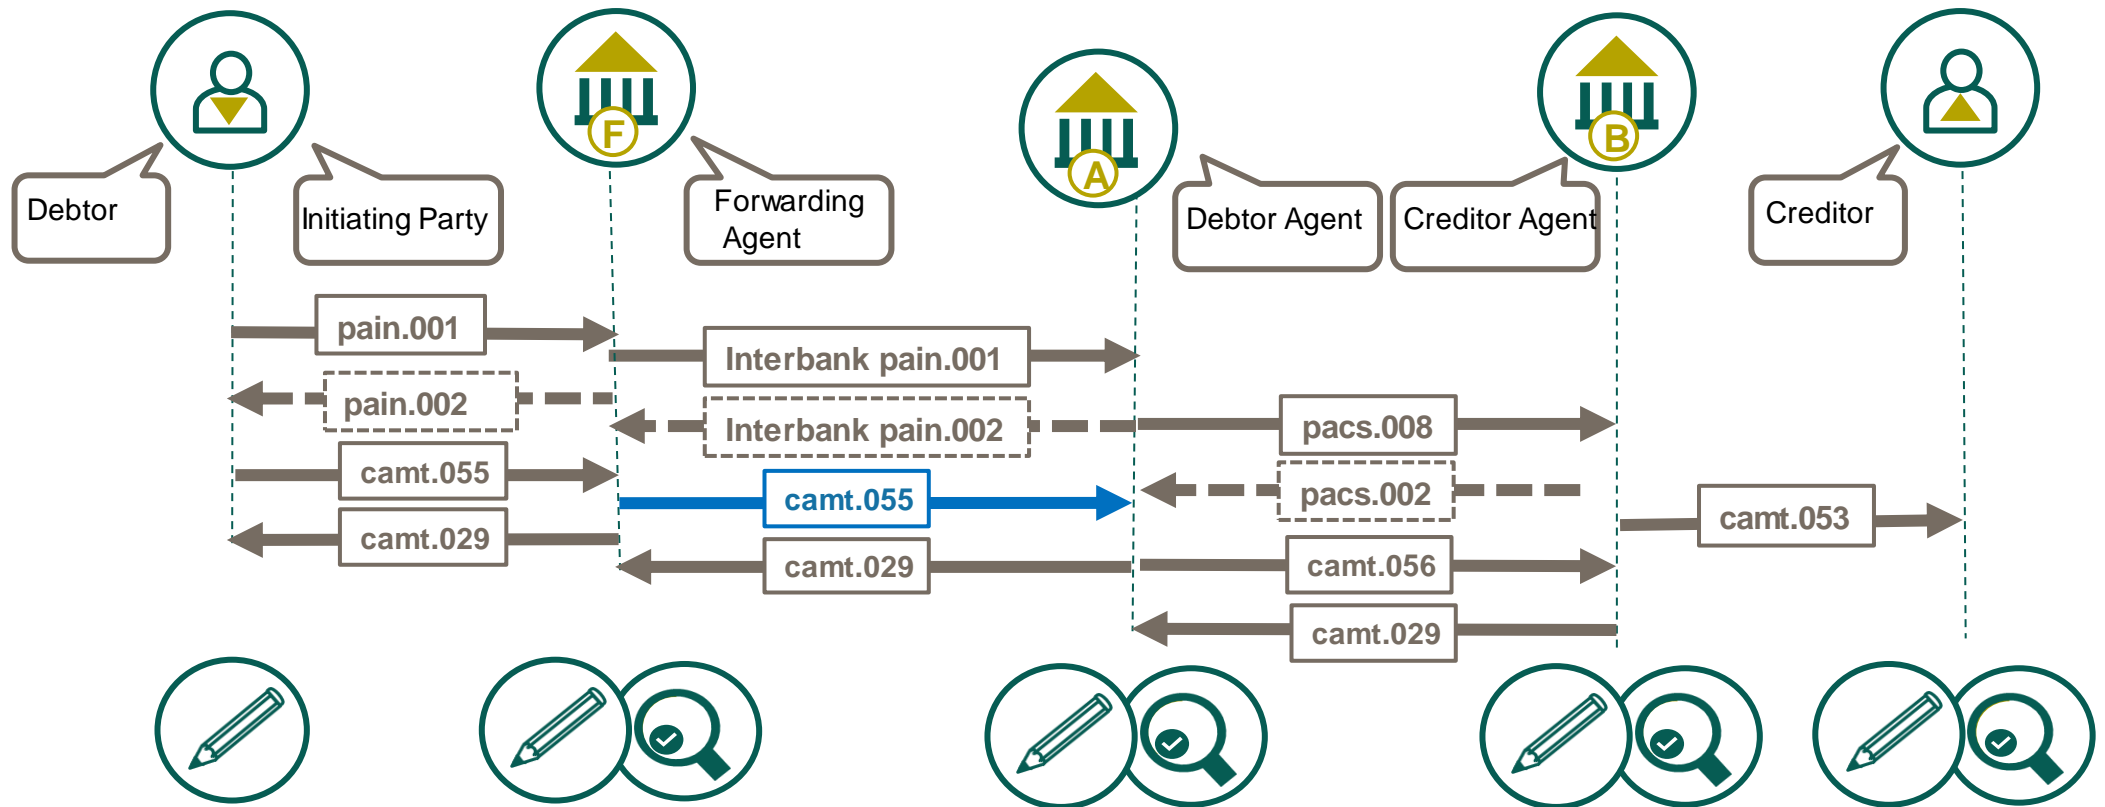 F
A
B
Debtor
Initiating Party
Forwarding
Agent
Debtor Agent
Creditor Agent
Creditor
pain.001
Interbank pain.001
pain.002
Interbank pain.002
pacs.008
camt.055
camt.055
pacs.002
camt.053
camt.029
camt.029
camt.056
camt.029